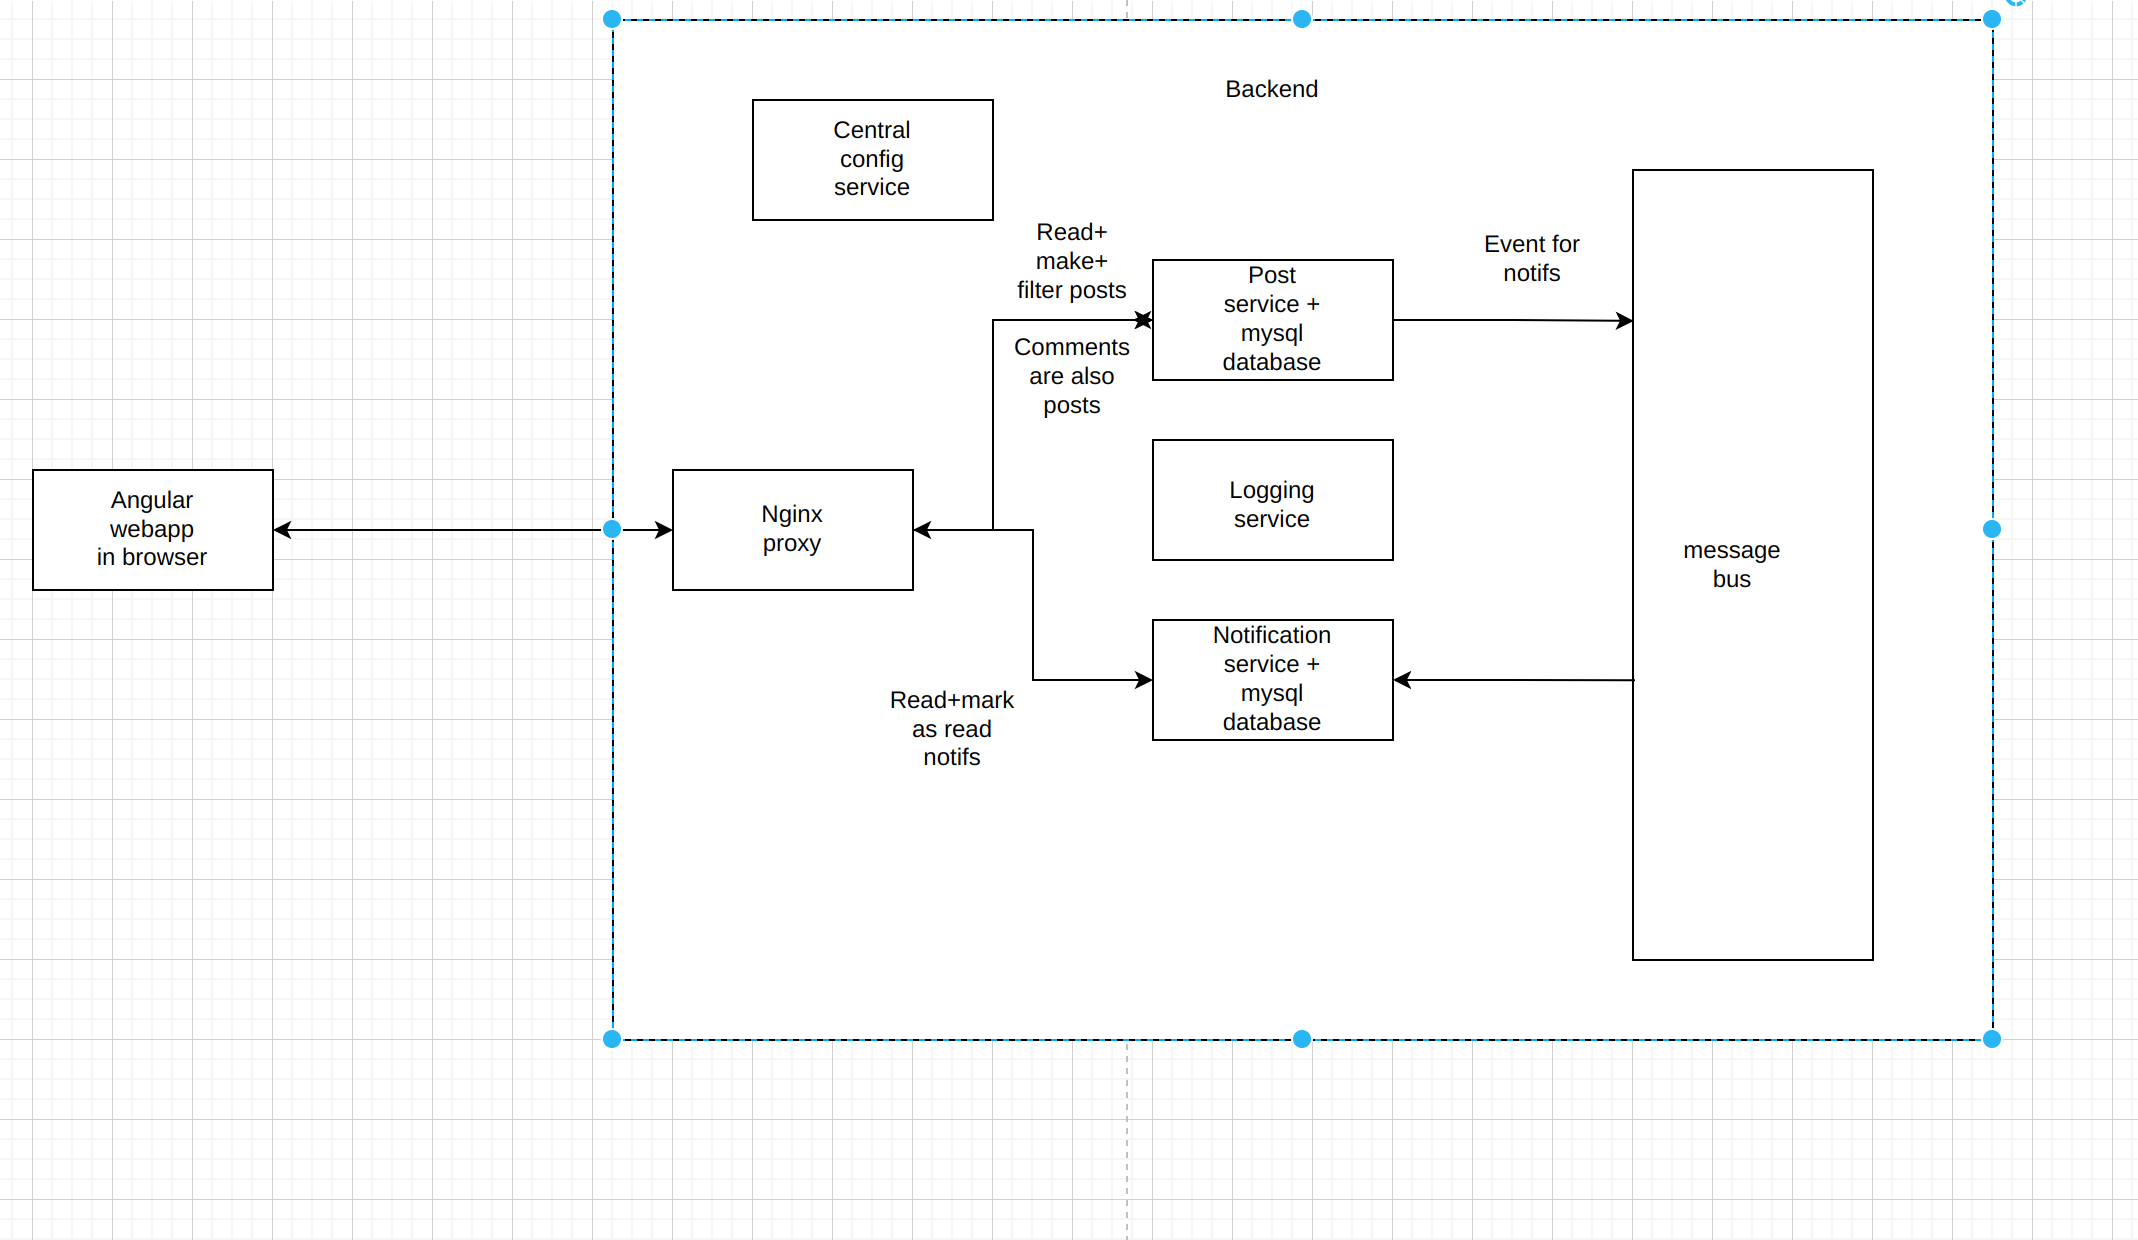 Backend
Central
config
service
Read+
make+
filter posts
Event for
notifs
Post
service +
mysql
database
Comments
are also
posts
Angular
webapp
in browser
Nginx
proxy
Logging
service
message
bus
Notification
service +
mysql
database
Read+mark
as read
notifs